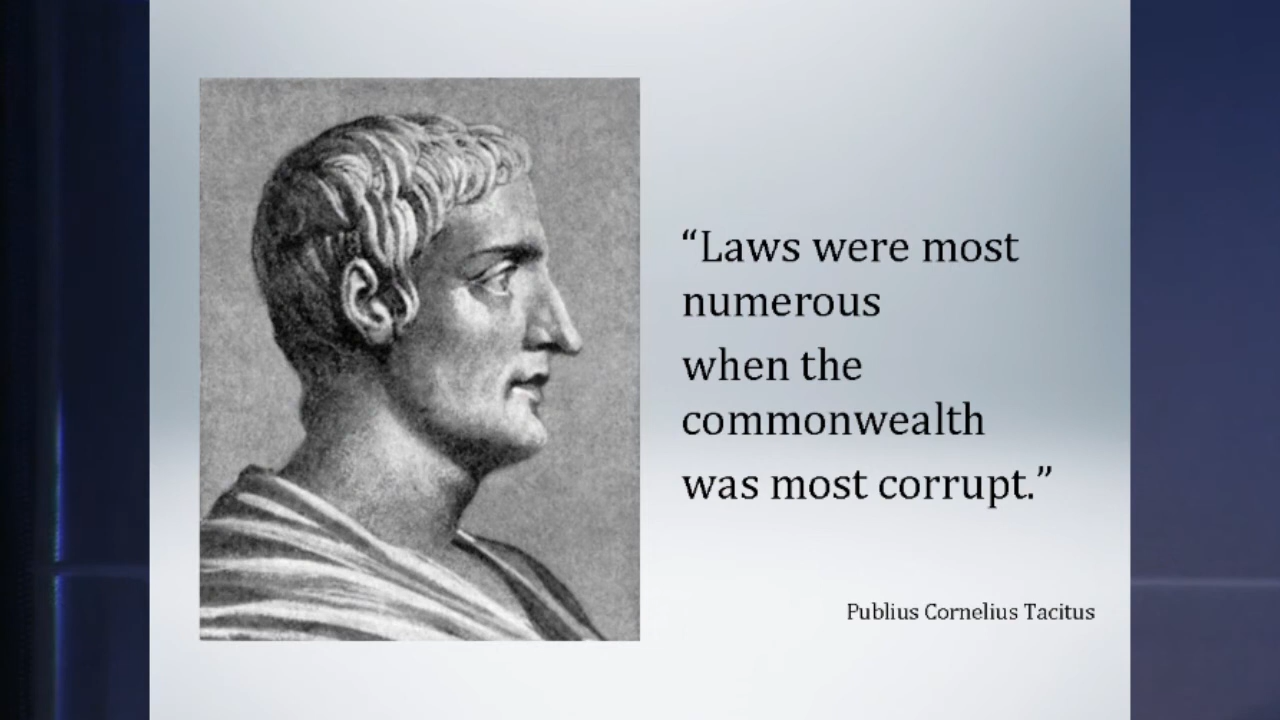 “Laws were most
numerous
when the
commonwealth
was most corrupt.”
Publius Cornelius Tacitus